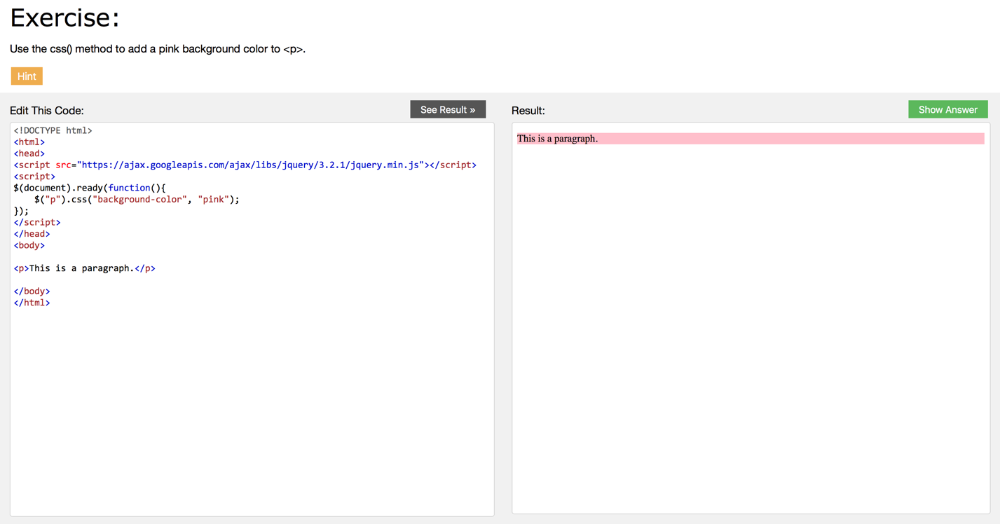 Exercise:
Use the css() method to add a pink background color to <p>.
Hint
Edit This Code:
See Result »
<!DOCTYPE html>
<html>
<head>
<script src="https://ajax.googleapis.com/ajax/libs/jquery/3.2.1/jquery.min.js"></script>
<script>
$(document).ready(function(){
    $("p").css("background-color", "pink");
});
</script>
</head>
<body>
<p>This is a paragraph.</p>
</body>
</html>
Result:
Show Answer
This is a paragraph.